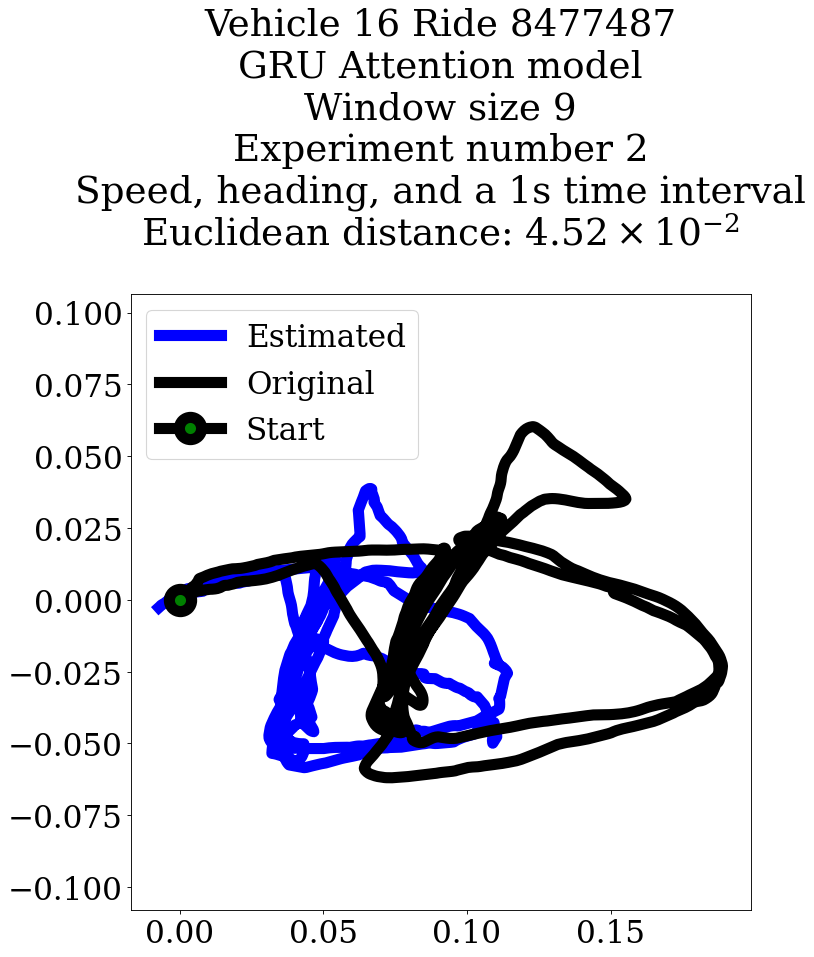 Vehicle 16 Ride 8477487
GRU Attention model
Window size 9
Experiment number 2
Speed, heading, and a 1s time interval
Euclidean distance: 4.52 × 10⁻²
Estimated
Original
Start
0.100
0.075
0.050
0.025
0.000
−0.025
−0.050
−0.075
−0.100
0.00 0.05 0.10 0.15